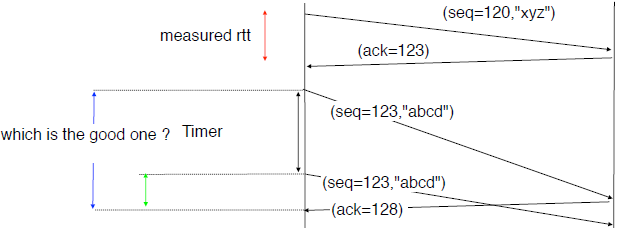 (seq=120,"xyz")
measured rtt
(ack=123)
(seq=123,"abcd")
which is the good one ? Timer
(seq=123,"abcd")
(ack=128)